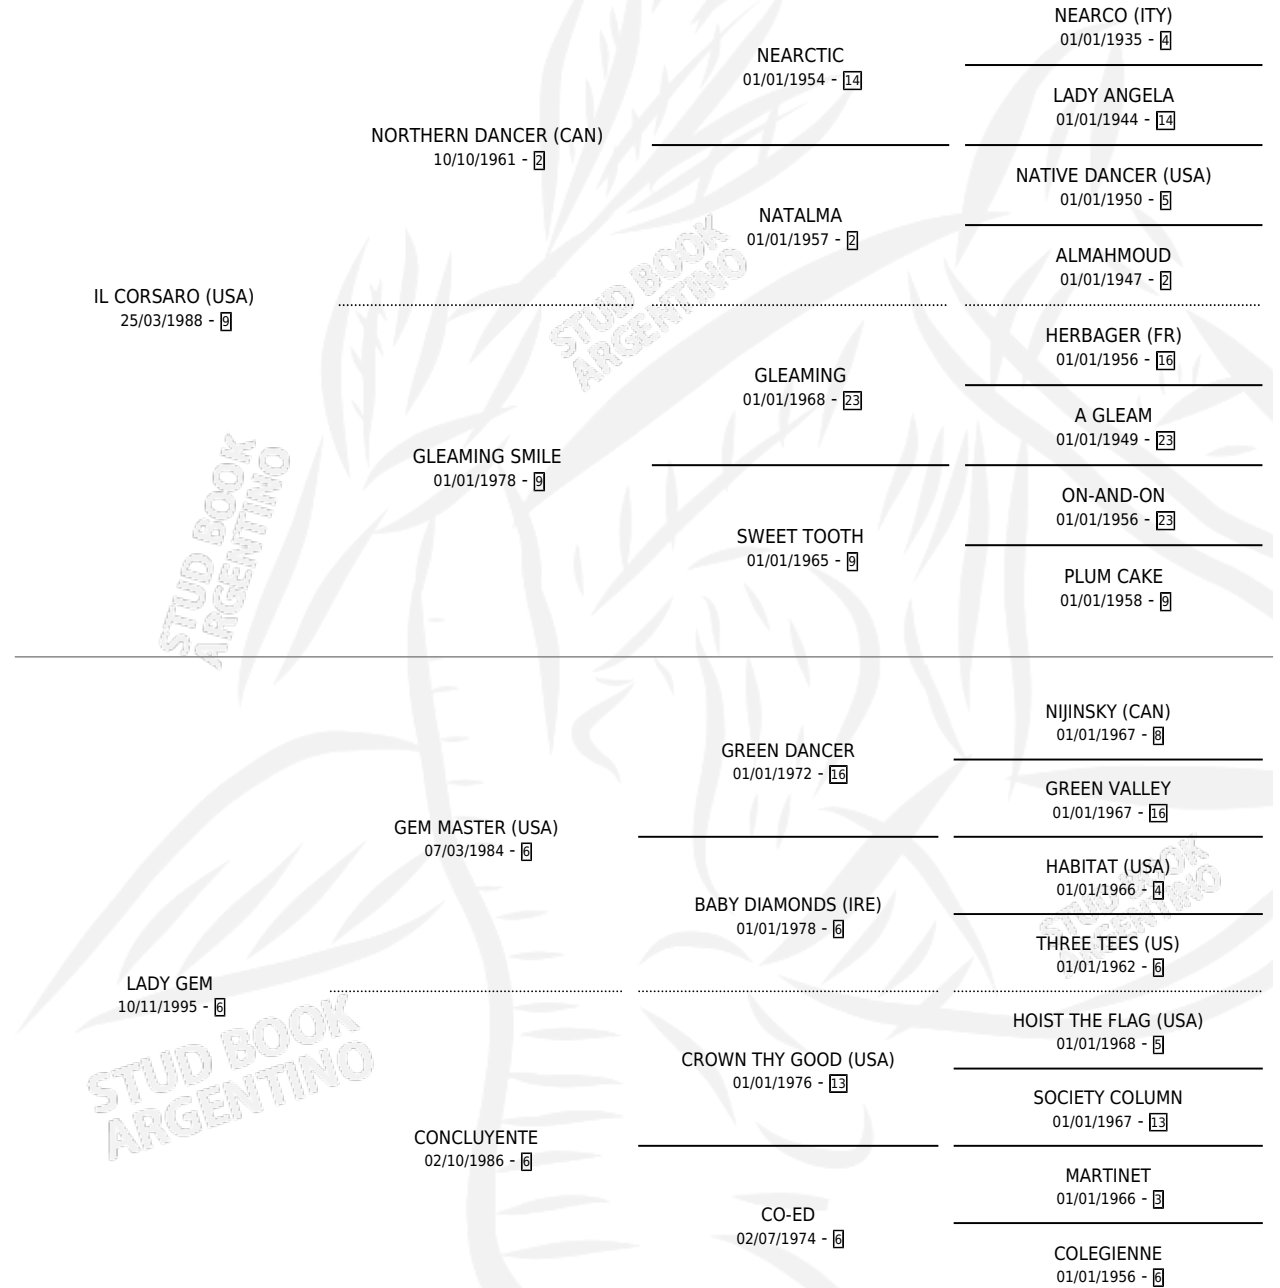 NEARCO (ITY)
01/01/1935 - 4
NEARCTIC
01/01/1954 - 14
LADY ANGELA
01/01/1944 - 14
NORTHERN DANCER (CAN)
10/10/1961 - 2
NATIVE DANCER (USA)
01/01/1950 - 5
NATALMA
01/01/1957 - 2
ALMAHMOUD
01/01/1947 - 2
IL CORSARO (USA)
25/03/1988 - 9
STUD BOOK
ARGENTINO
HERBAGER (FR)
01/01/1956 - 16
GLEAMING
01/01/1968 - 23
A GLEAM
01/01/1949 - 23
GLEAMING SMILE
01/01/1978 - 9
ON-AND-ON
01/01/1956 - 23
SWEET TOOTH
01/01/1965 - 9
PLUM CAKE
01/01/1958 - 9
STUD BOOK
ARGENTINO
NIJINSKY (CAN)
01/01/1967 - 8
GREEN DANCER
01/01/1972 - 16
GREEN VALLEY
01/01/1967 - 16
GEM MASTER (USA)
07/03/1984 - 6
HABITAT (USA)
01/01/1966 - 4
BABY DIAMONDS (IRE)
01/01/1978 - 6
STUD BOOK
ARGENTINO
THREE TEES (US)
01/01/1962 - 6
LADY GEM
10/11/1995 - 6
HOIST THE FLAG (USA)
01/01/1968 - 5
CROWN THY GOOD (USA)
01/01/1976 - 13
STUD BOOK
ARGENTINO
SOCIETY COLUMN
01/01/1967 - 13
CONCLUYENTE
02/10/1986 - 6
MARTINET
01/01/1966 - 3
CO-ED
02/07/1974 - 6
COLEGIENNE
01/01/1956 - 6